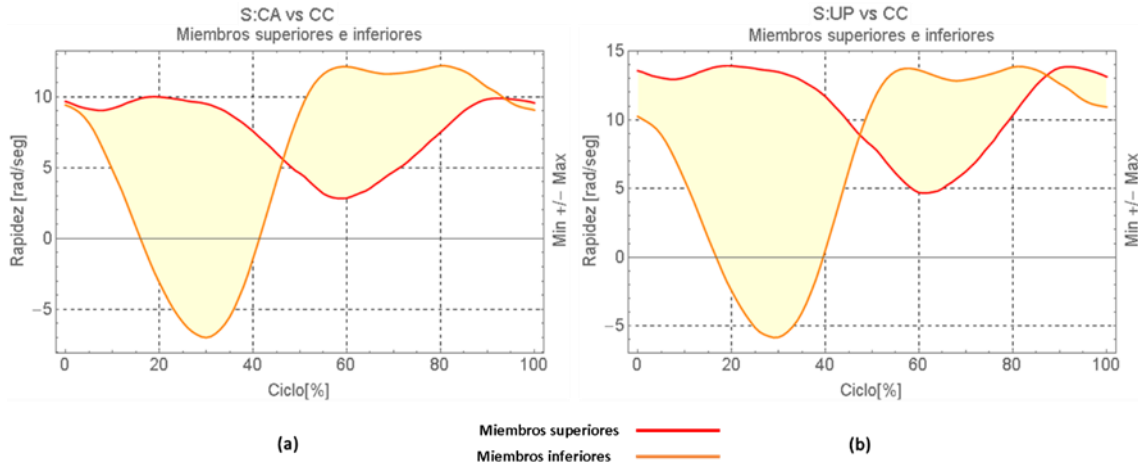 S:CA vs CC
Miembros superiores e inferiores
Rapidez [rad/seg]
10
5
0
−5
0 20 40 60 80 100
Ciclo[%]
Min +/− Max
(a)
S:UP vs CC
Miembros superiores e inferiores
Rapidez [rad/seg]
15
10
5
0
−5
0 20 40 60 80 100
Ciclo[%]
Min +/− Max
(b)
Miembros superiores
Miembros inferiores